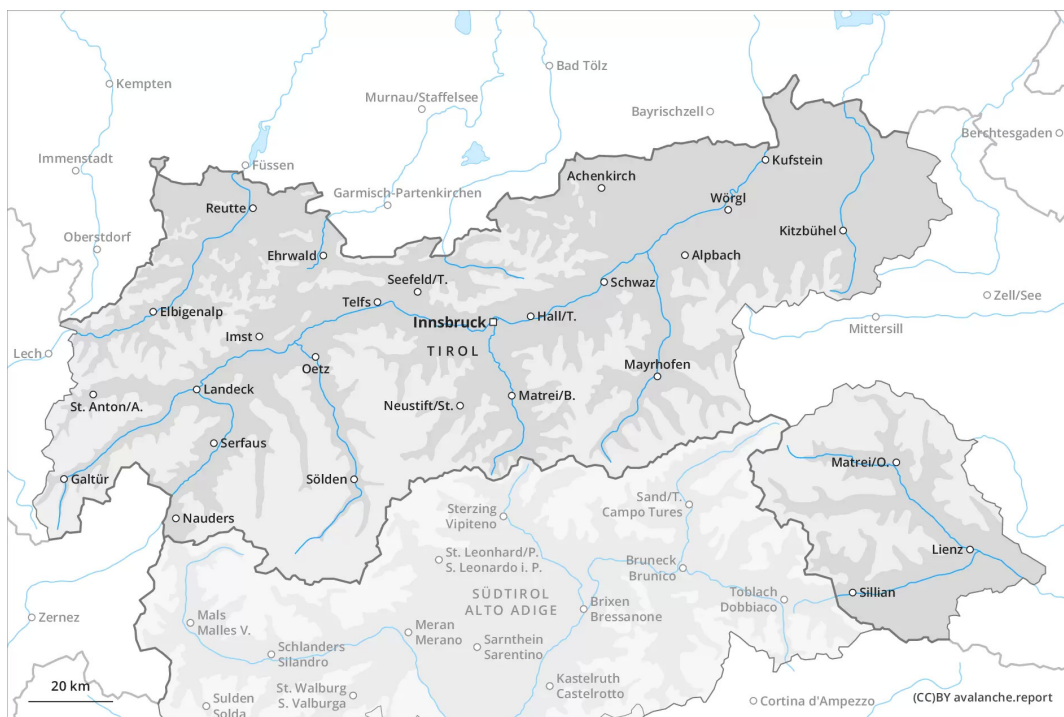 Kempten
Bad Tölz
Murnau/Staffelsee
Bayrischzell
Berchtesgaden
Immenstadt
Füssen
Kufstein
Achenkirch
Garmisch-Partenkirchen
Reutte
Wörgl
Oberstdorf
Kitzbühel
Ehrwald
Alpbach
Seefeld/T.
Schwaz
Zell/See
Telfs
Elbigenalp
Hall/T.
Innsbruck
Mittersill
Imst
Lech
TIROL
Oetz
Mayrhofen
Landeck
St. Anton/A.
Neustift/St.
Matrei/B.
Serfaus
Matrei/O.
Galtür
Sölden
Sand/T.
Campo Tures
Sterzing
Vipiteno
Nauders
Lienz
St. Leonhard/P.
S. Leonardo i. P.
Bruneck
Brunico
Toblach
Dobbiaco
Sillian
SÜDTIROL
ALTO ADIGE
Brixen
Bressanone
Zernez
Mals
Malles V.
Meran
Merano
Sarnthein
Sarentino
Schlanders
Silandro
Kastelruth
Castelrotto
20 km
St. Walburg
S. Valburga
Sulden
Solda
Cortina d'Ampezzo
(CC)BY avalanche.report